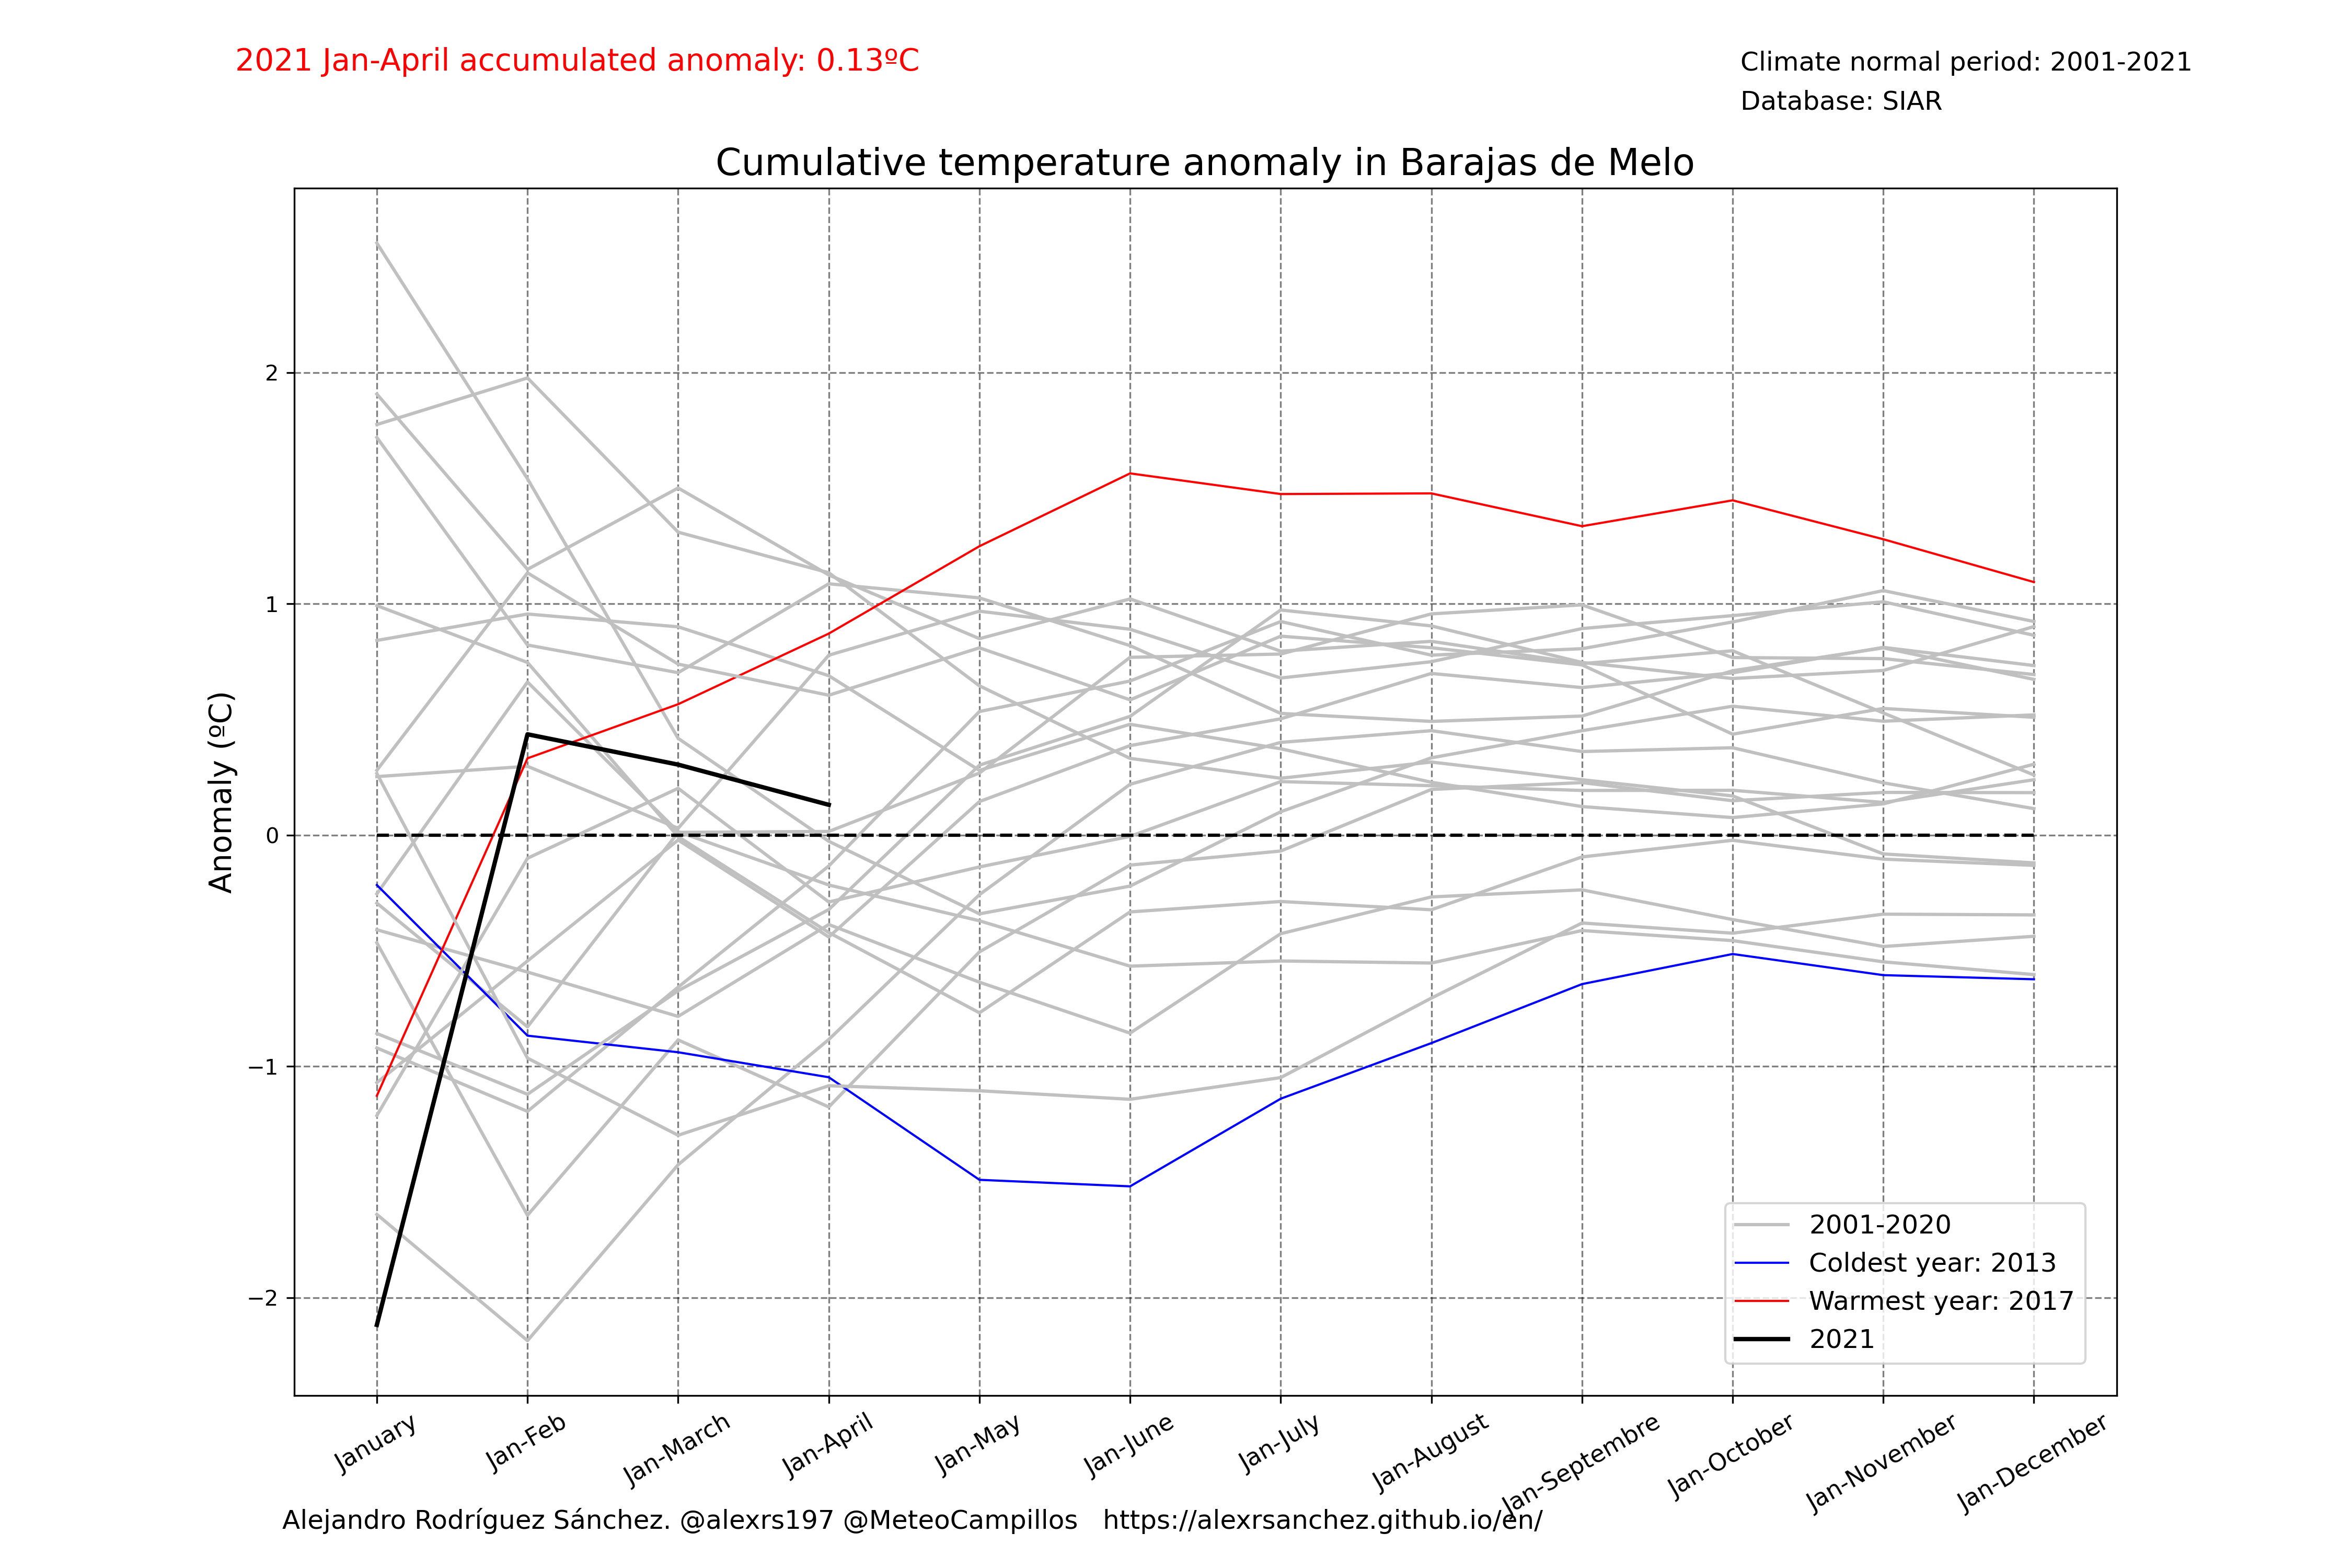 2021 Jan-April accumulated anomaly: 0.13ºC
Climate normal period: 2001-2021
Database: SIAR
Cumulative temperature anomaly in Barajas de Melo
Anomaly (ºC)
2
1
0
−1
−2
2001-2020
Coldest year: 2013
Warmest year: 2017
2021
January
Jan-Feb
Jan-March
Jan-April
Jan-May
Jan-June
Jan-July
Jan-August
Jan-Septembre
Jan-October
Jan-November
Jan-December
Alejandro Rodríguez Sánchez. @alexrs197 @MeteoCampillos https://alexrsanchez.github.io/en/